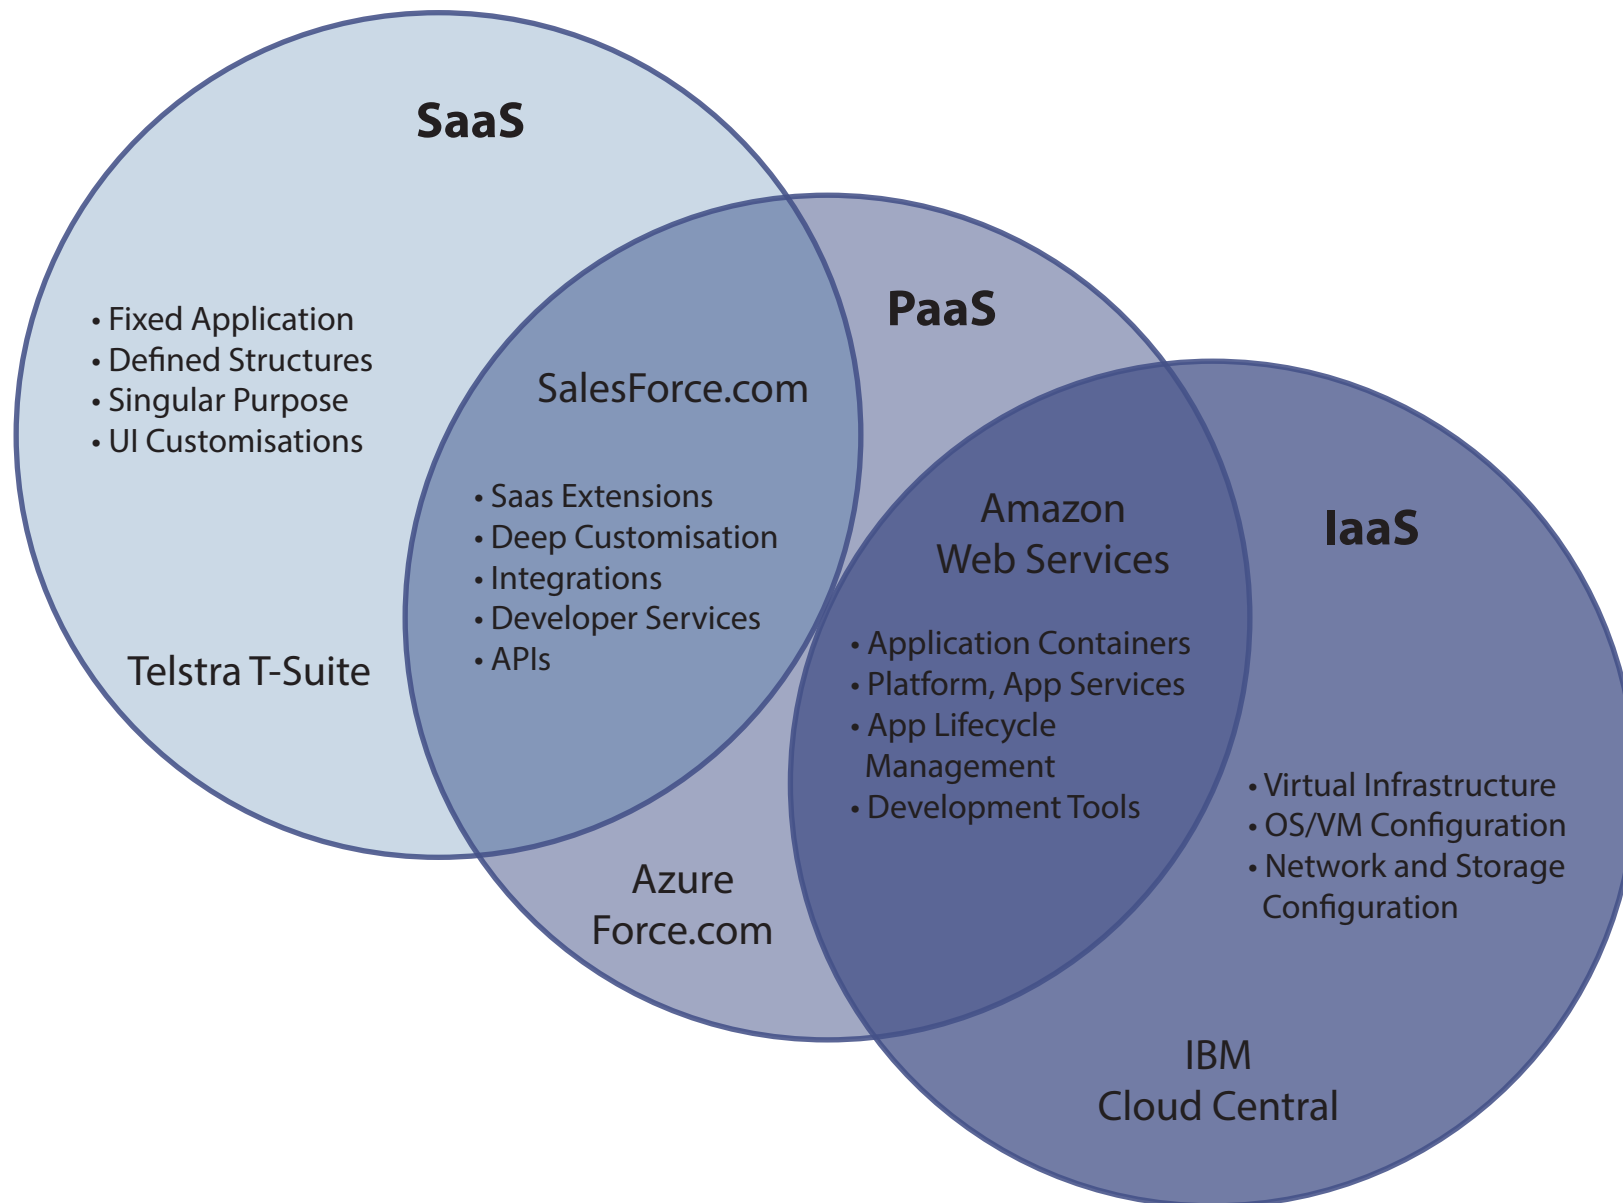 SaaS
• Fixed Application
• Defined Structures
• Singular Purpose
• UI Customisations
Telstra T-Suite
SalesForce.com
• Saas Extensions
• Deep Customisation
• Integrations
• Developer Services
• APIs
PaaS
Azure
Force.com
Amazon
Web Services
• Application Containers
• Platform, App Services
• App Lifecycle
Management
• Development Tools
IaaS
• Virtual Infrastructure
• OS/VM Configuration
• Network and Storage
Configuration
IBM
Cloud Central